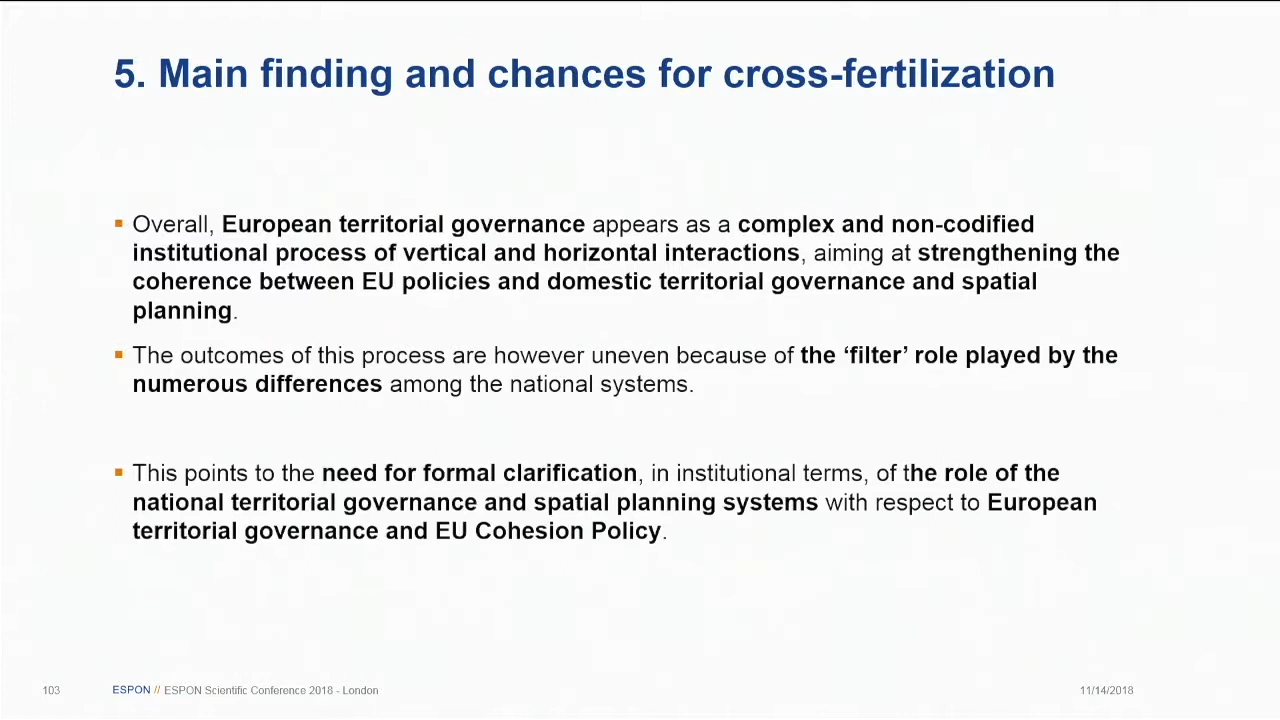 5. Main finding and chances for cross-fertilization
▪ Overall, European territorial governance appears as a complex and non-codified
institutional process of vertical and horizontal interactions, aiming at strengthening the
coherence between EU policies and domestic territorial governance and spatial
planning.
▪ The outcomes of this process are however uneven because of the ‘filter’ role played by the
numerous differences among the national systems.
▪ This points to the need for formal clarification, in institutional terms, of the role of the
national territorial governance and spatial planning systems with respect to European
territorial governance and EU Cohesion Policy.
103 ESPON // ESPON Scientific Conference 2018 - London 11/14/2018